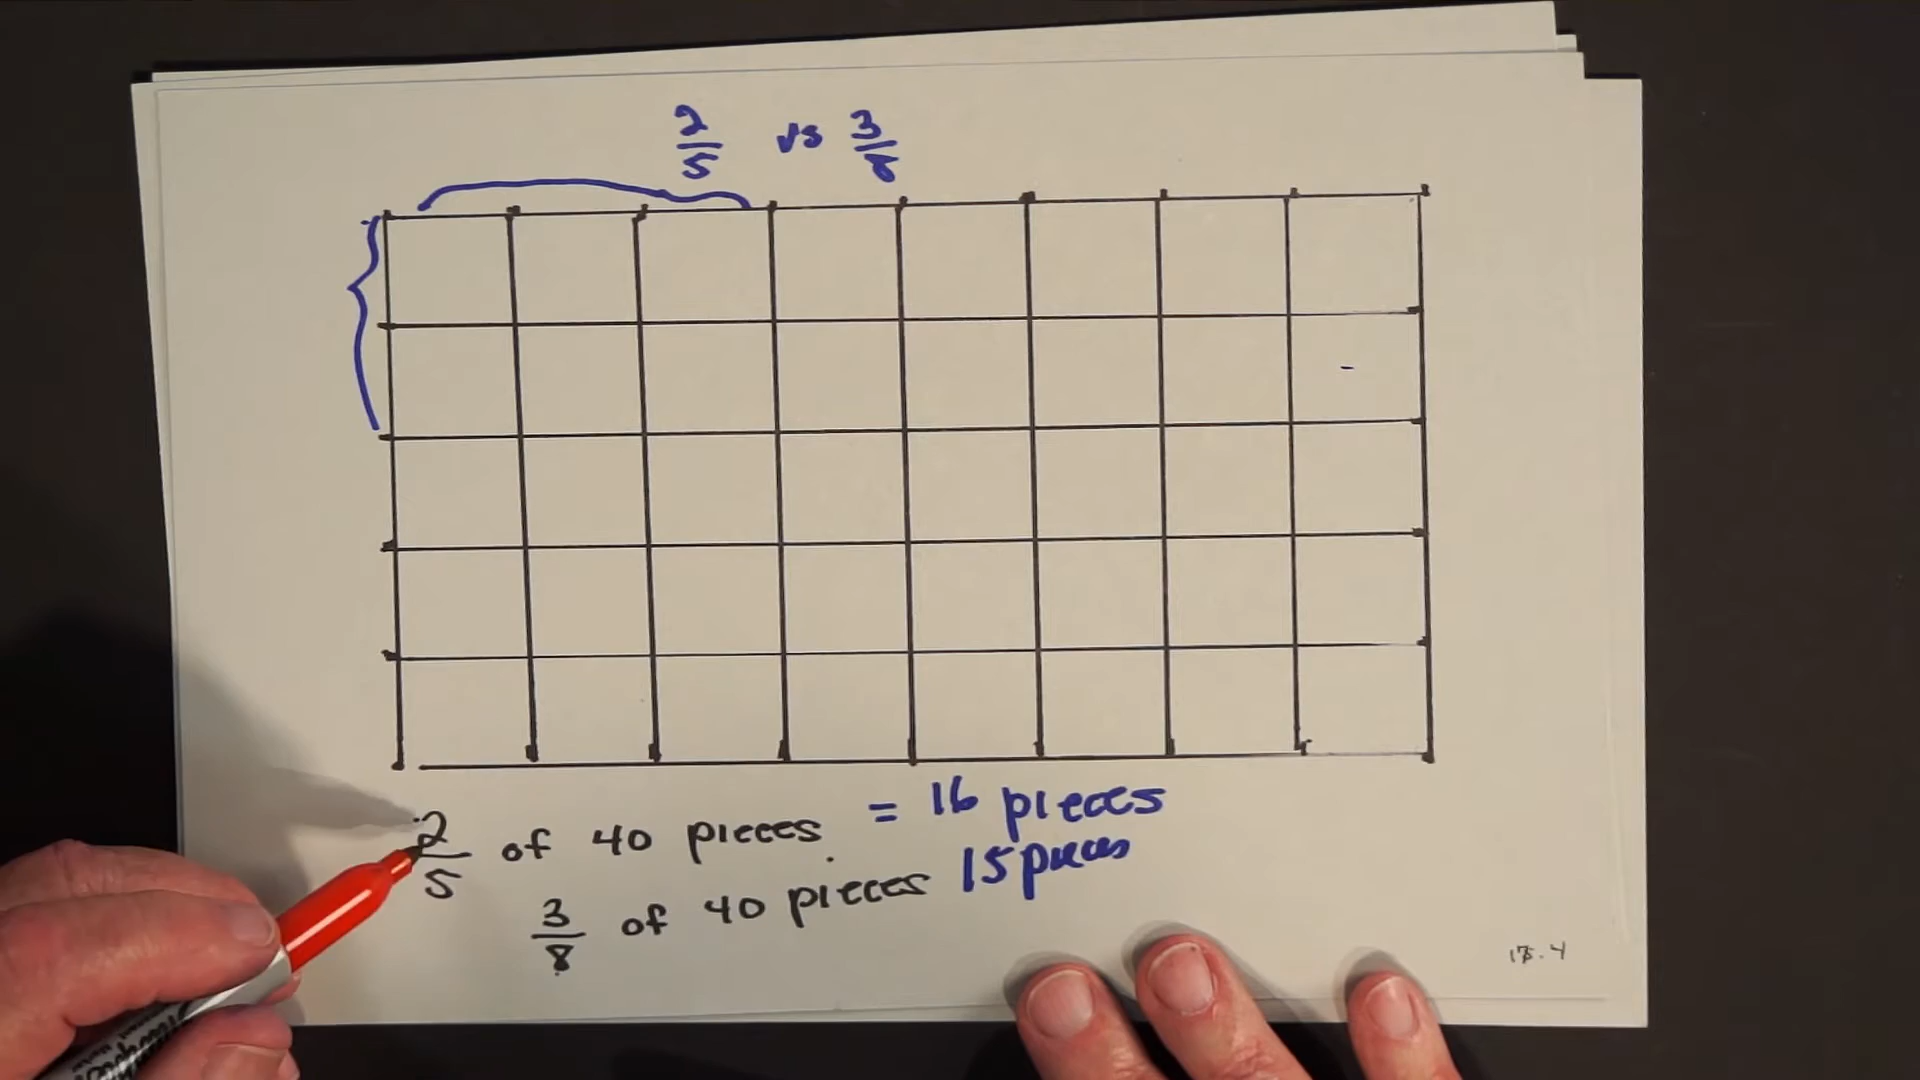 2/5 vs 3/8
2/5 of 40 pieces = 16 pieces
3/8 of 40 pieces 15 pieces